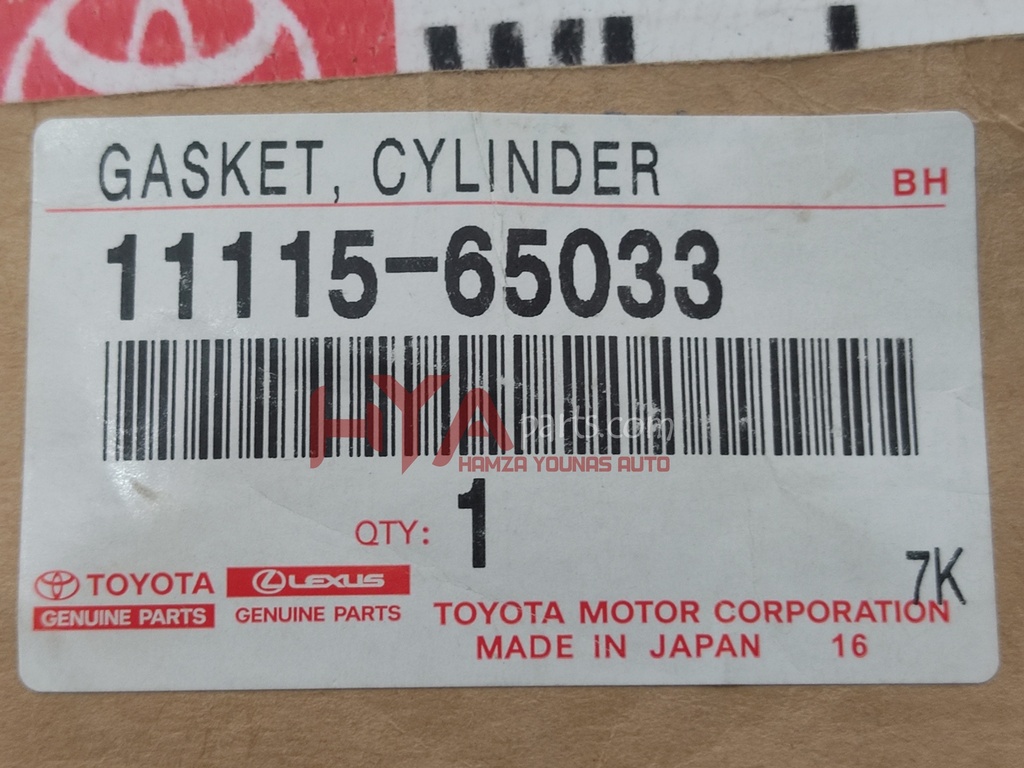 GASKET, CYLINDER
BH
11115-65033
HYA parts.com
HAMZA YOUNAS AUTO
QTY: 1
7K
TOYOTA
GENUINE PARTS
LEXUS
GENUINE PARTS
TOYOTA MOTOR CORPORATION
MADE IN JAPAN 16